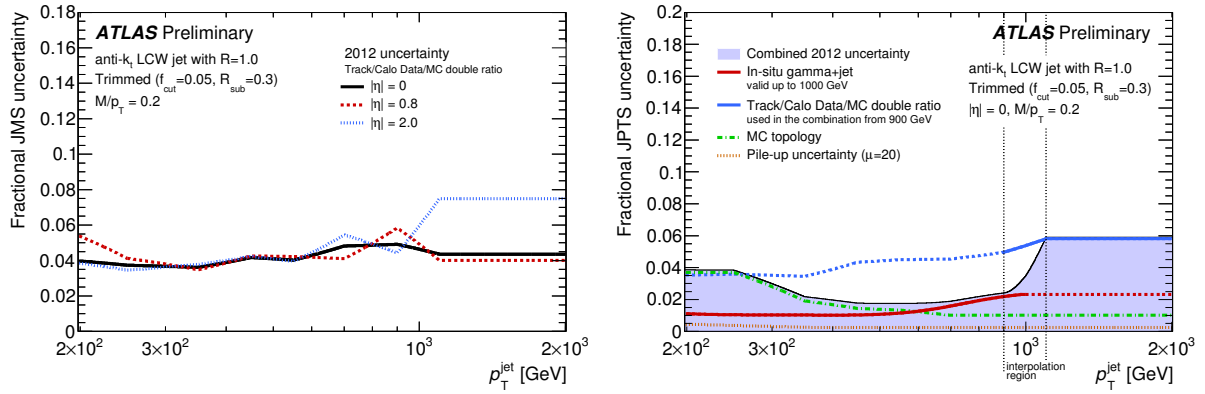 ATLAS Preliminary
anti-kt LCW jet with R=1.0
Trimmed (fcut=0.05, Rsub=0.3)
M/pT = 0.2
2012 uncertainty
Track/Calo Data/MC double ratio
|η| = 0
|η| = 0.8
|η| = 2.0
Fractional JMS uncertainty
0.18
0.16
0.14
0.12
0.1
0.08
0.06
0.04
0.02
0
2×10² 3×10² 10³ 2×10³
pTjet [GeV]
ATLAS Preliminary
Combined 2012 uncertainty
In-situ gamma+jet
valid up to 1000 GeV
Track/Calo Data/MC double ratio
used in the combination from 900 GeV
MC topology
Pile-up uncertainty (μ=20)
anti-kt LCW jet with R=1.0
Trimmed (fcut=0.05, Rsub=0.3)
|η| = 0, M/pT = 0.2
Fractional JPTS uncertainty
0.2
0.18
0.16
0.14
0.12
0.1
0.08
0.06
0.04
0.02
0
2×10² 3×10² 10³ 2×10³
interpolation
region
pTjet [GeV]